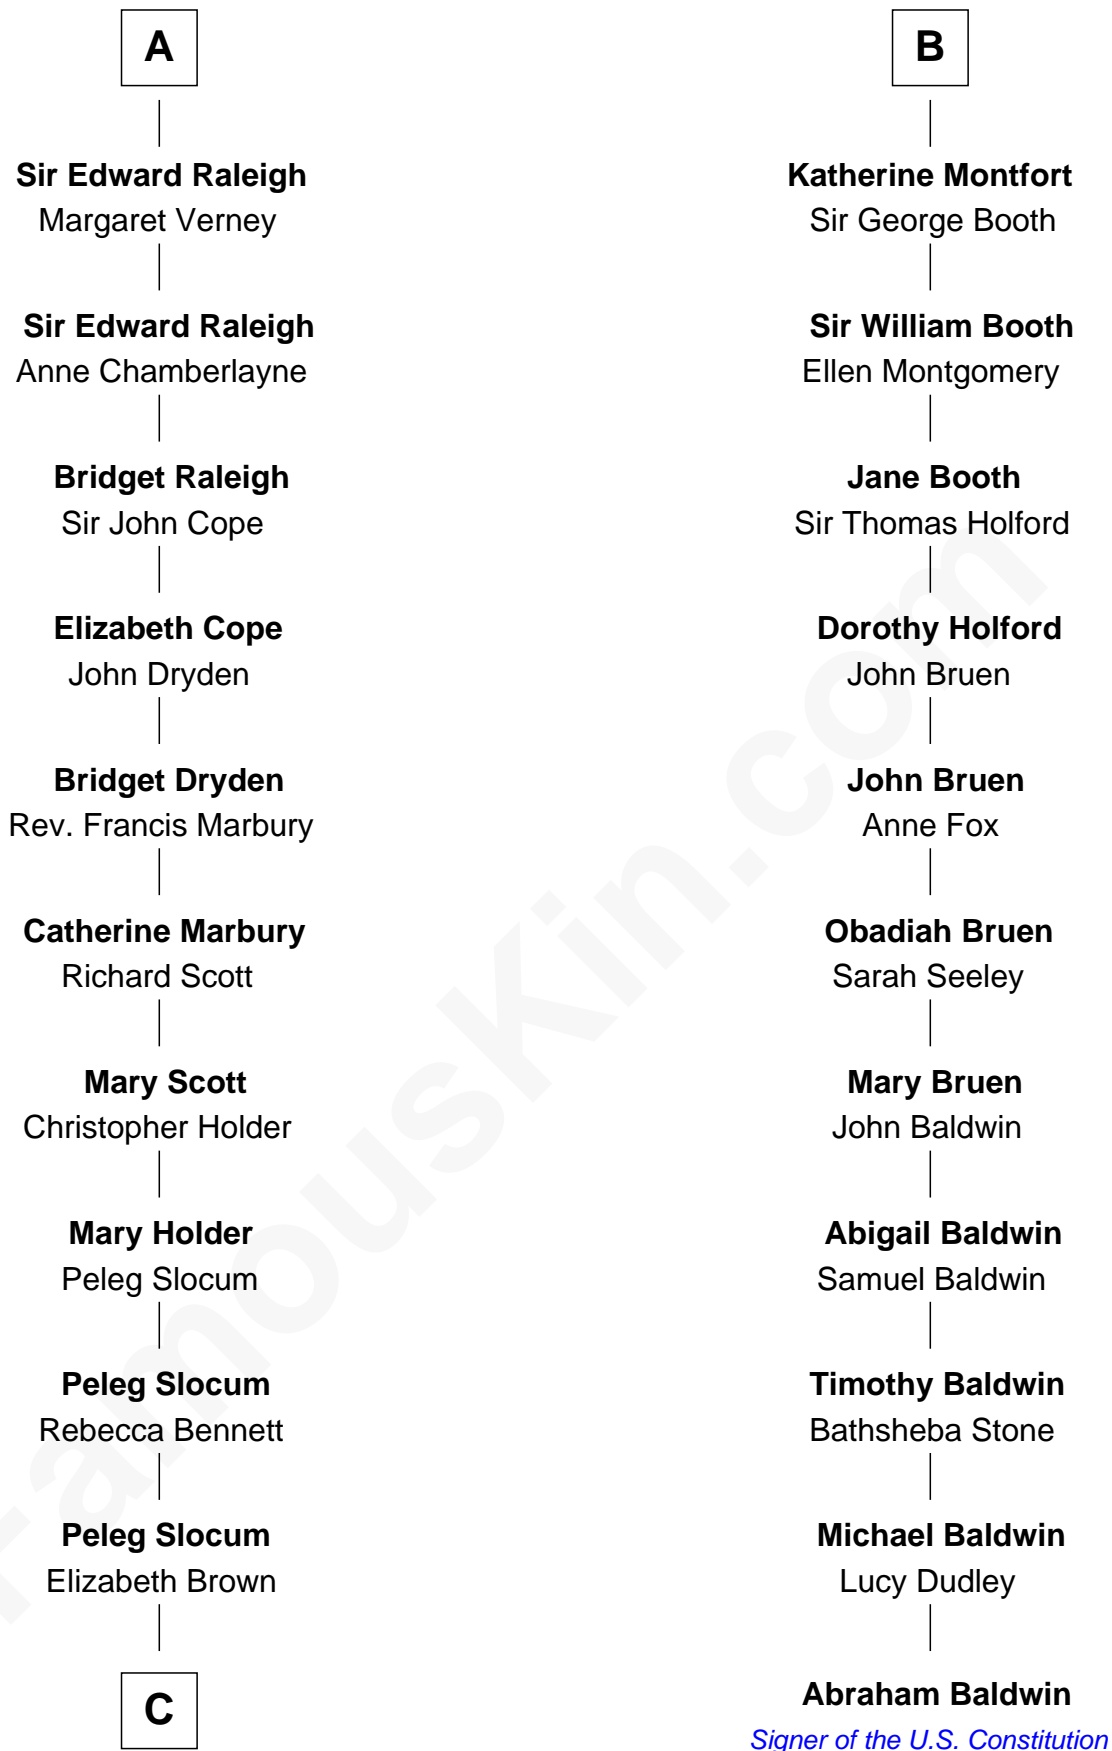 A
Sir Edward Raleigh
Margaret Verney
Sir Edward Raleigh
Anne Chamberlayne
Bridget Raleigh
Sir John Cope
Elizabeth Cope
John Dryden
Bridget Dryden
Rev. Francis Marbury
Catherine Marbury
Richard Scott
Mary Scott
Christopher Holder
Mary Holder
Peleg Slocum
Peleg Slocum
Rebecca Bennett
Peleg Slocum
Elizabeth Brown
C
B
Katherine Montfort
Sir George Booth
Sir William Booth
Ellen Montgomery
Jane Booth
Sir Thomas Holford
Dorothy Holford
John Bruen
John Bruen
Anne Fox
Obadiah Bruen
Sarah Seeley
Mary Bruen
John Baldwin
Abigail Baldwin
Samuel Baldwin
Timothy Baldwin
Bathsheba Stone
Michael Baldwin
Lucy Dudley
Abraham Baldwin
Signer of the U.S. Constitution
FamousKin.com